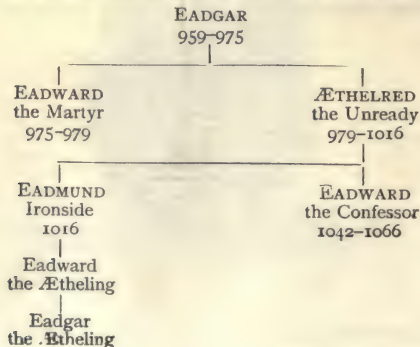 EADGAR
959–975
EADWARD
the Martyr
975–979
ÆTHELRED
the Unready
979–1016
EADMUND
Ironside
1016
EADWARD
the Confessor
1042–1066
Eadward
the Ætheling
Eadgar
the Ætheling